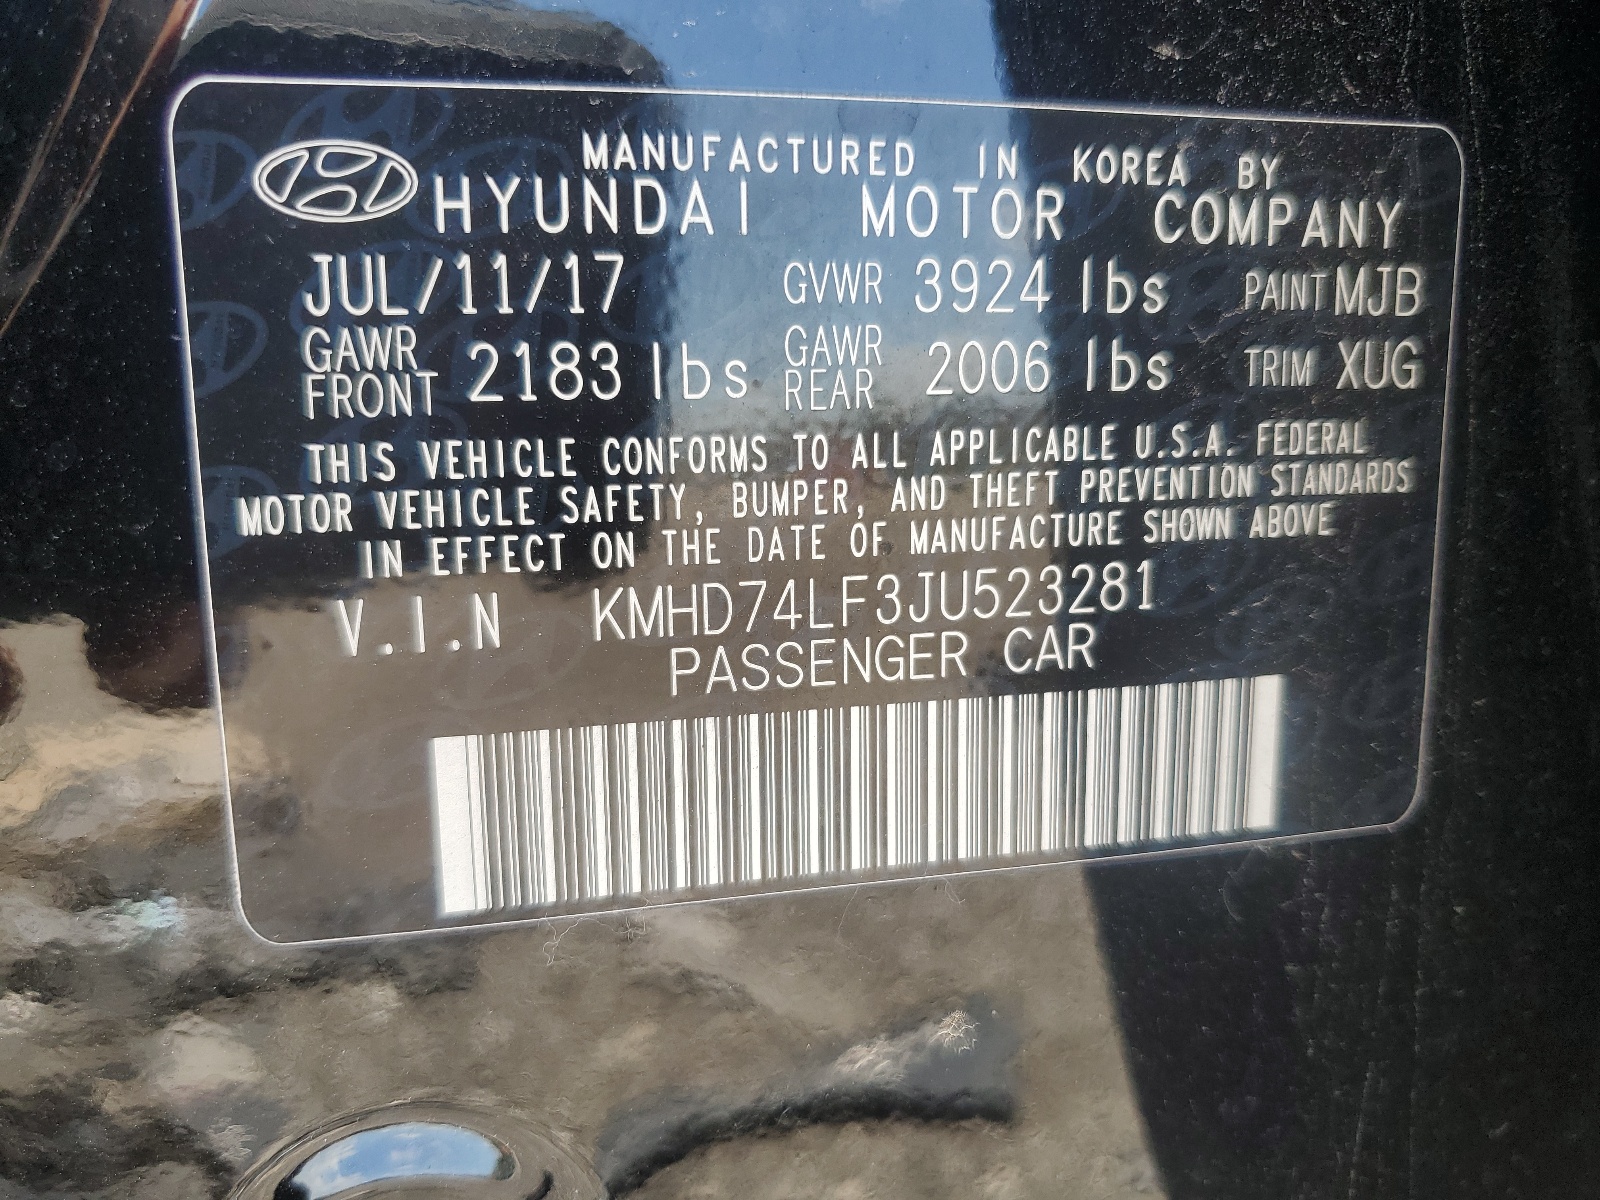 MANUFACTURED IN KOREA BY
HYUNDAI MOTOR COMPANY
JUL/11/17 GVWR 3924 lbs PAINT MJB
GAWR FRONT 2183 lbs GAWR REAR 2006 lbs TRIM XUG
THIS VEHICLE CONFORMS TO ALL APPLICABLE U.S.A. FEDERAL
MOTOR VEHICLE SAFETY, BUMPER, AND THEFT PREVENTION STANDARDS
IN EFFECT ON THE DATE OF MANUFACTURE SHOWN ABOVE
V.I.N KMHD74LF3JU523281
PASSENGER CAR